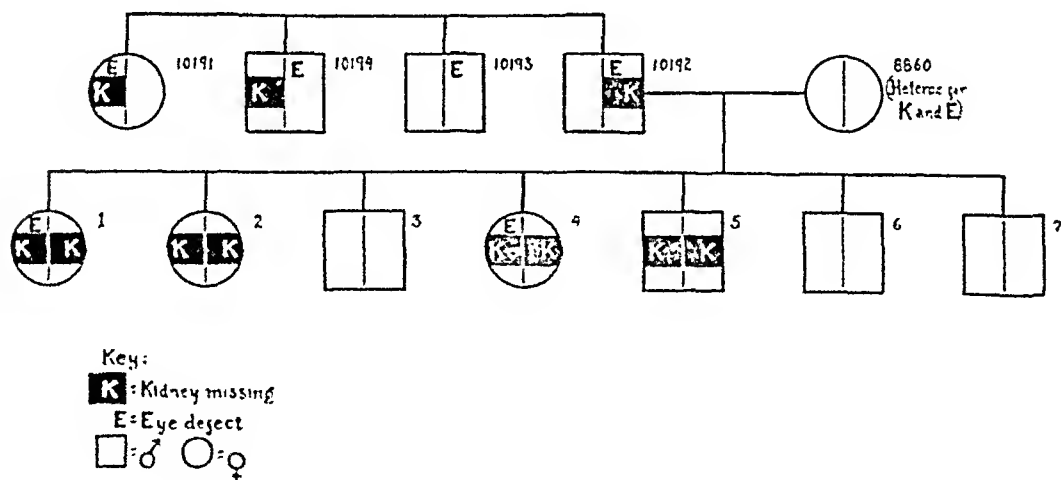 E 10191 E 10194 E 10193 E 10192 8860
K K K (Heteroz for
K and E)
E 1 2 3 E 4 5 6 7
K K K K K K K K
Key:
K = Kidney missing
E = Eye defect
□ = ♂ ○ = ♀